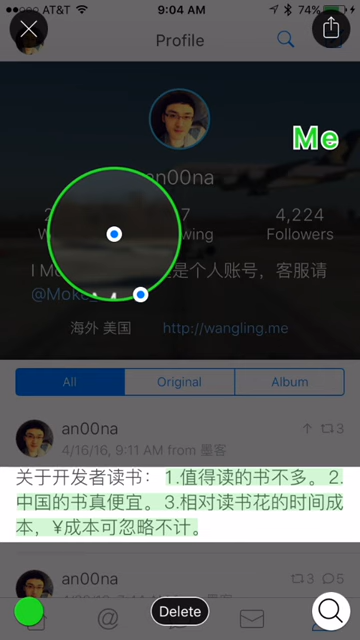 AT&T 9:04 AM 74%
Profile
Me
an00na
Following
4,224
Followers
是个人账号，客服请
海外 美国 http://wangling.me
All Original Album
an00na
3
4/16/16, 9:11 AM from 墨客
关于开发者读书： 1.值得读的书不多。2.
中国的书真便宜。3.相对读书花的时间成
本，¥成本可忽略不计。
an00na
3 5
Delete